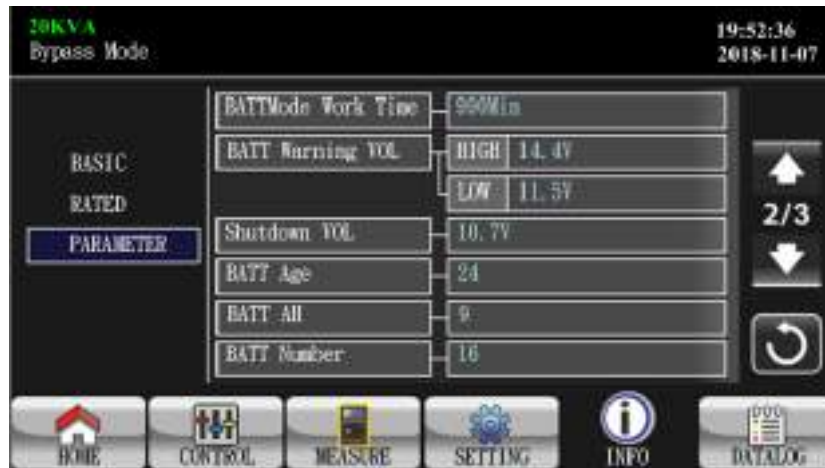 20KVA
Bypass Mode
19:52:36
2018-11-07
BASIC
RATED
PARAMETER
BATTMode Work Time 990Min
BATT Warning VOL HIGH 14.4V
LOW 11.5V
Shutdown VOL 10.7V
BATT Age 24
BATT AH 9
BATT Number 16
2/3
HOME
CONTROL
MEASURE
SETTING
INFO
DATALOG